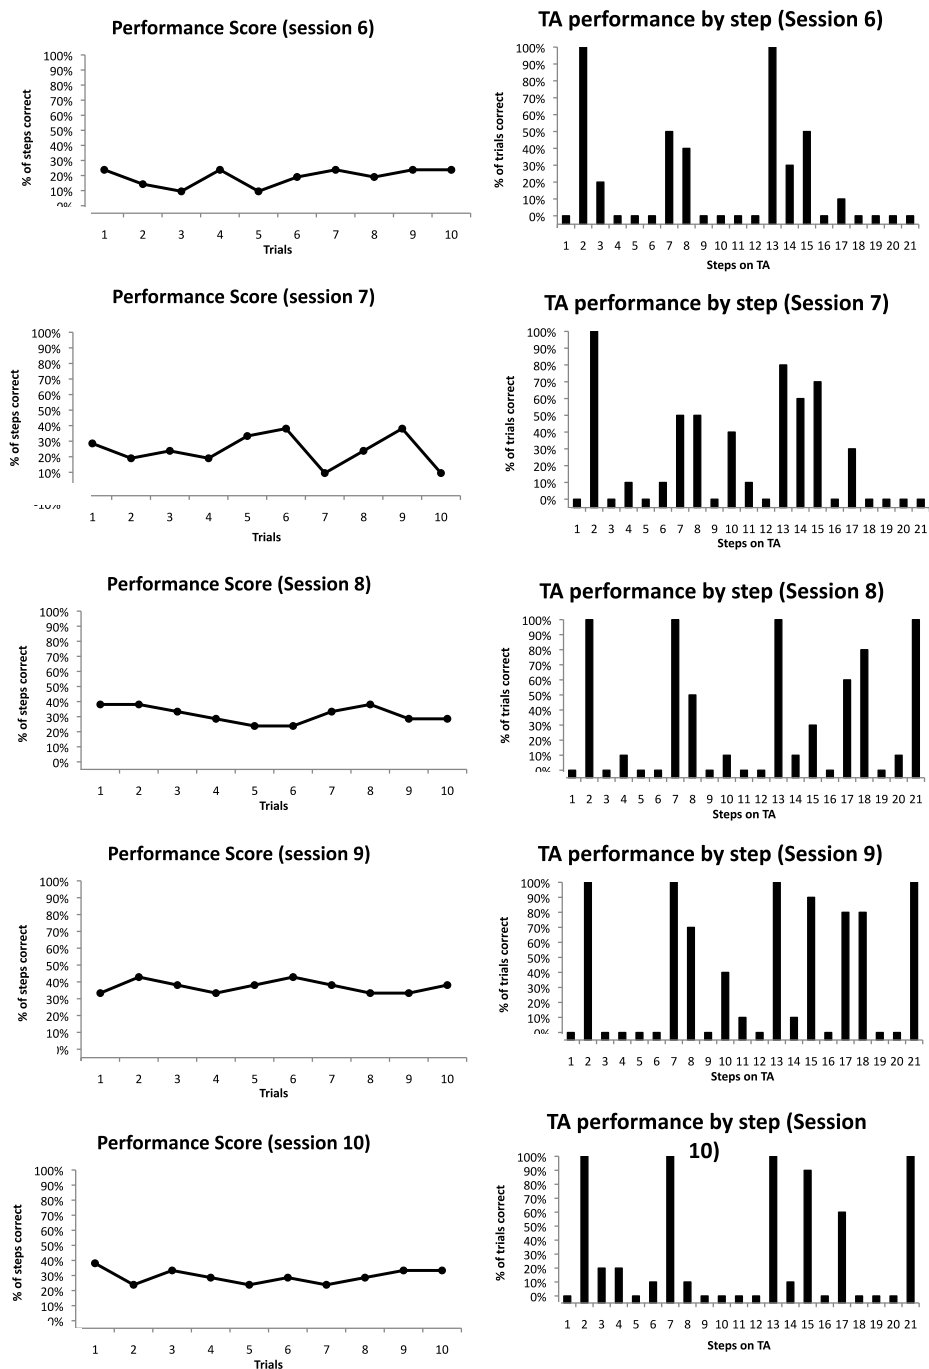 Performance Score (session 6)
% of steps correct
100%
90%
80%
70%
60%
50%
40%
30%
20%
10%
1 2 3 4 5 6 7 8 9 10
Trials
TA performance by step (Session 6)
% of trials correct
100%
90%
80%
70%
60%
50%
40%
30%
20%
10%
0%
1 2 3 4 5 6 7 8 9 10 11 12 13 14 15 16 17 18 19 20 21
Steps on TA
Performance Score (session 7)
% of steps correct
100%
90%
80%
70%
60%
50%
40%
30%
20%
10%
1 2 3 4 5 6 7 8 9 10
Trials
TA performance by step (Session 7)
% of trials correct
100%
90%
80%
70%
60%
50%
40%
30%
20%
10%
0%
1 2 3 4 5 6 7 8 9 10 11 12 13 14 15 16 17 18 19 20 21
Steps on TA
Performance Score (Session 8)
% of steps correct
100%
90%
80%
70%
60%
50%
40%
30%
20%
10%
0%
1 2 3 4 5 6 7 8 9 10
Trials
TA performance by step (Session 8)
% of trials correct
100%
90%
80%
70%
60%
50%
40%
30%
20%
10%
1 2 3 4 5 6 7 8 9 10 11 12 13 14 15 16 17 18 19 20 21
Steps on TA
Performance Score (session 9)
% of steps correct
100%
90%
80%
70%
60%
50%
40%
30%
20%
10%
1 2 3 4 5 6 7 8 9 10
Trials
TA performance by step (Session 9)
% of trials correct
100%
90%
80%
70%
60%
50%
40%
30%
20%
10%
1 2 3 4 5 6 7 8 9 10 11 12 13 14 15 16 17 18 19 20 21
Steps on TA
Performance Score (session 10)
% of steps correct
100%
90%
80%
70%
60%
50%
40%
30%
20%
10%
1 2 3 4 5 6 7 8 9 10
Trials
TA performance by step (Session
10)
% of trials correct
100%
90%
80%
70%
60%
50%
40%
30%
20%
10%
0%
1 2 3 4 5 6 7 8 9 10 11 12 13 14 15 16 17 18 19 20 21
Steps on TA